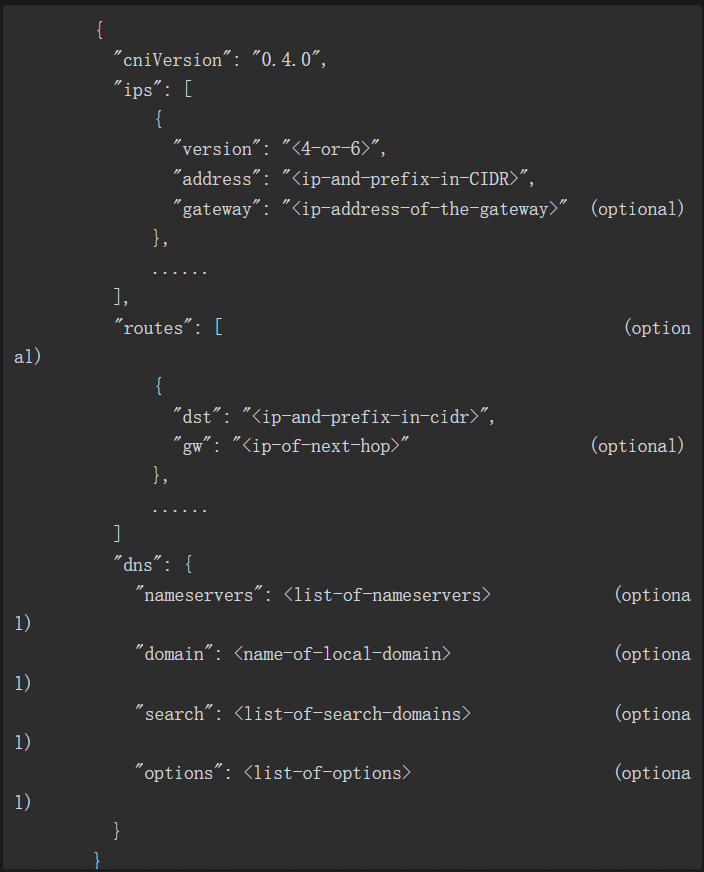 {
"cniVersion": "0.4.0",
"ips": [
{
"version": "<4-or-6>",
"address": "<ip-and-prefix-in-CIDR>",
"gateway": "<ip-address-of-the-gateway>" (optional)
},
......
],
"routes": [ (option
al)
{
"dst": "<ip-and-prefix-in-cidr>",
"gw": "<ip-of-next-hop>" (optional)
},
......
]
"dns": {
"nameservers": <list-of-nameservers> (optiona
l)
"domain": <name-of-local-domain> (optiona
l)
"search": <list-of-search-domains> (optiona
l)
"options": <list-of-options> (optiona
l)
}
}